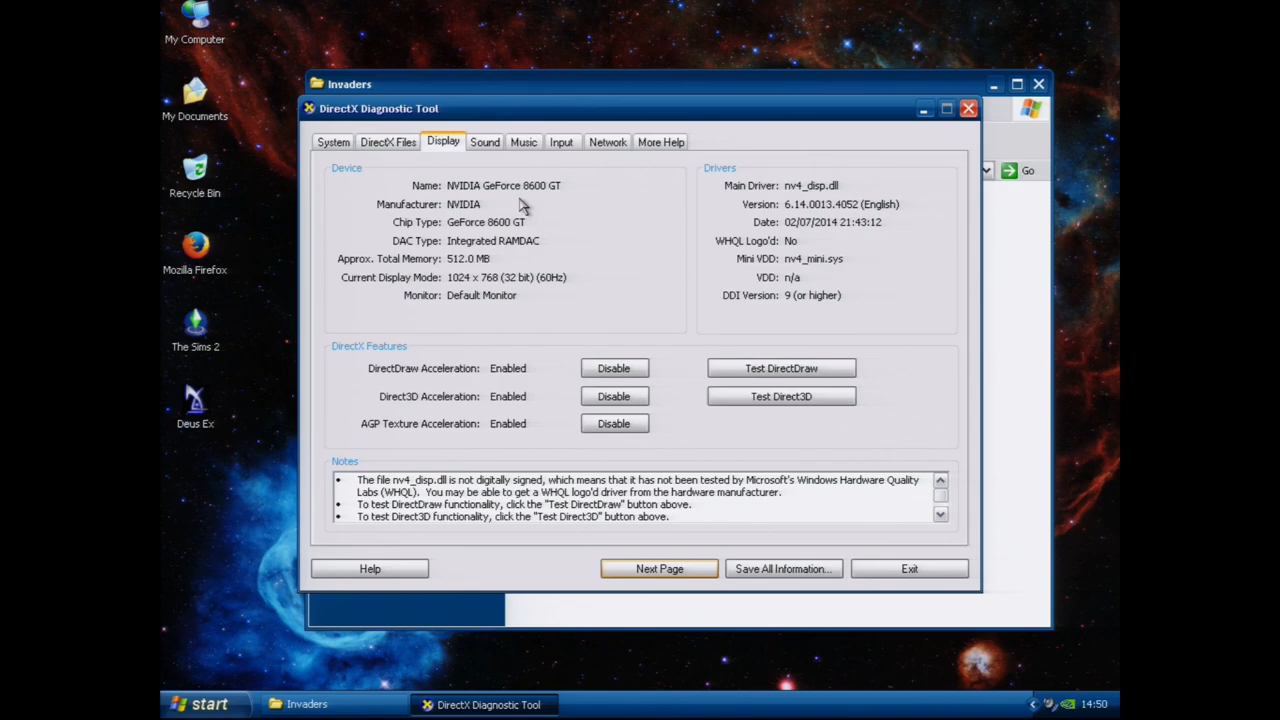 My Computer
My Documents
Recycle Bin
Mozilla Firefox
The Sims 2
Deus Ex
Invaders
Go
DirectX Diagnostic Tool
System
DirectX Files
Display
Sound
Music
Input
Network
More Help
Device
Name: NVIDIA GeForce 8600 GT
Manufacturer: NVIDIA
Chip Type: GeForce 8600 GT
DAC Type: Integrated RAMDAC
Approx. Total Memory: 512.0 MB
Current Display Mode: 1024 x 768 (32 bit) (60Hz)
Monitor: Default Monitor
Drivers
Main Driver: nv4_disp.dll
Version: 6.14.0013.4052 (English)
Date: 02/07/2014 21:43:12
WHQL Logo'd: No
Mini VDD: nv4_mini.sys
VDD: n/a
DDI Version: 9 (or higher)
DirectX Features
DirectDraw Acceleration: Enabled Disable Test DirectDraw
Direct3D Acceleration: Enabled Disable Test Direct3D
AGP Texture Acceleration: Enabled Disable
Notes
• The file nv4_disp.dll is not digitally signed, which means that it has not been tested by Microsoft's Windows Hardware Quality
Labs (WHQL). You may be able to get a WHQL logo'd driver from the hardware manufacturer.
• To test DirectDraw functionality, click the "Test DirectDraw" button above.
• To test Direct3D functionality, click the "Test Direct3D" button above.
Help
Next Page
Save All Information...
Exit
start
Invaders
DirectX Diagnostic Tool
14:50